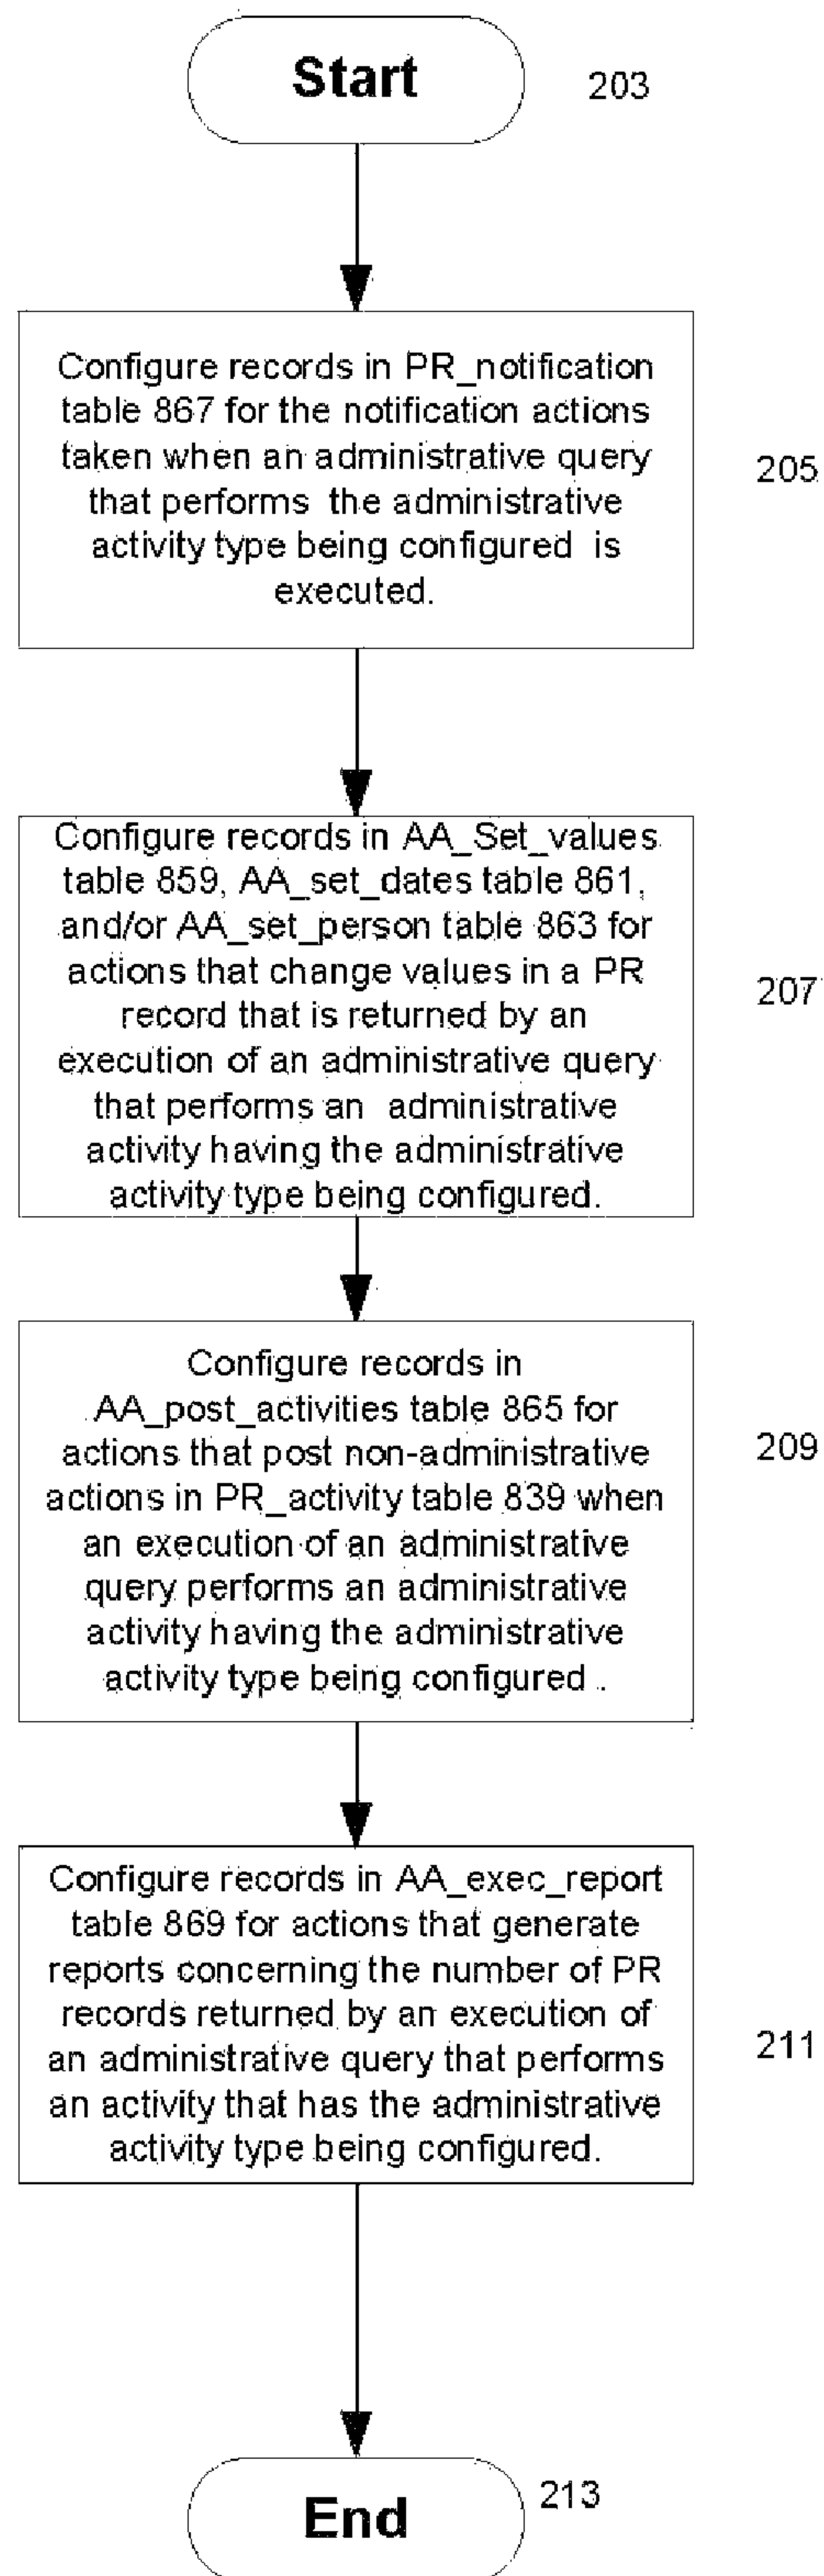 Start
203
Configure records in PR_notification
table 867 for the notification actions
taken when an administrative query
that performs the administrative
activity type being configured is
executed.
205
Configure records in AA_Set_values
table 859, AA_set_dates table 861,
and/or AA_set_person table 863 for
actions that change values in a PR
record that is returned by an
execution of an administrative query
that performs an administrative
activity having the administrative
activity type being configured.
207
Configure records in
AA_post_activities table 865 for
actions that post non-administrative
actions in PR_activity table 839 when
an execution of an administrative
query performs an administrative
activity having the administrative
activity type being configured .
209
Configure records in AA_exec_report
table 869 for actions that generate
reports concerning the number of PR
records returned by an execution of
an administrative query that performs
an activity that has the administrative
activity type being configured.
211
End
213